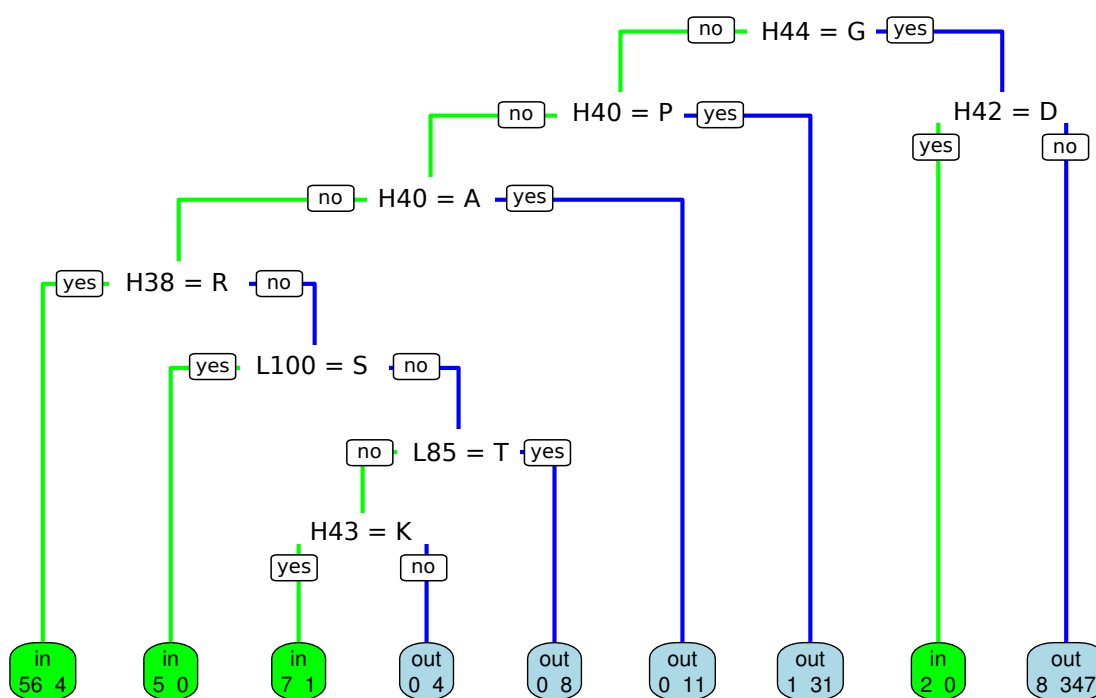 no H44 = G yes
no H40 = P yes H42 = D
yes no
no H40 = A yes
yes H38 = R no
yes L100 = S no
no L85 = T yes
H43 = K
yes no
in in in out out out out in out
56 4 5 0 7 1 0 4 0 8 0 11 1 31 2 0 8 347